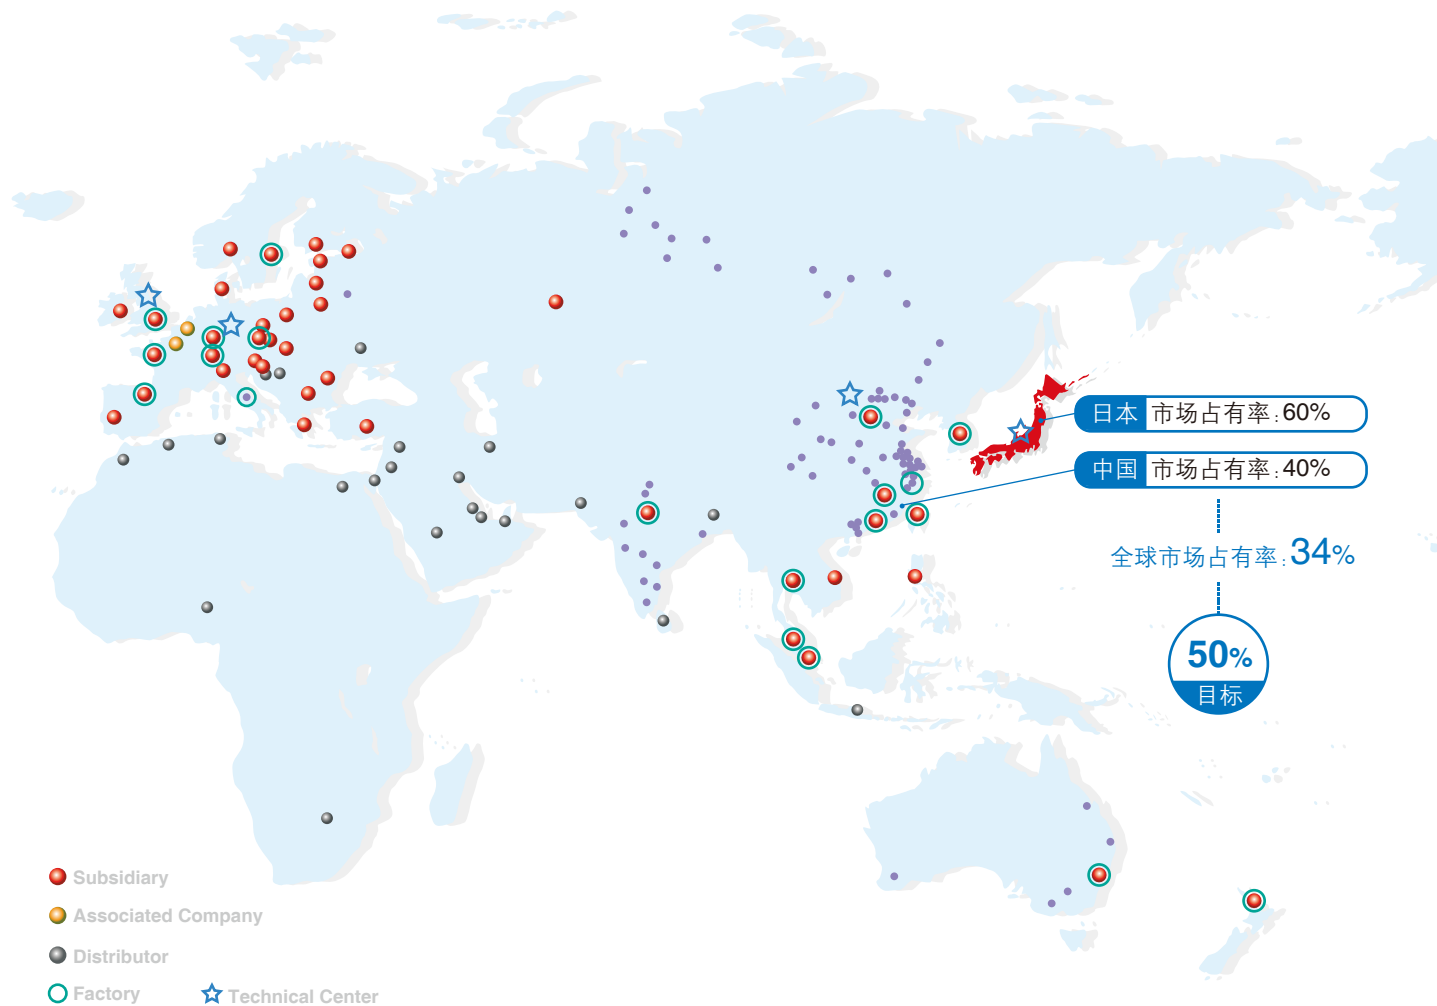 日本 市场占有率:60%
中国 市场占有率:40%
全球市场占有率:34%
50%
目标
Subsidiary
Associated Company
Distributor
Factory
Technical Center